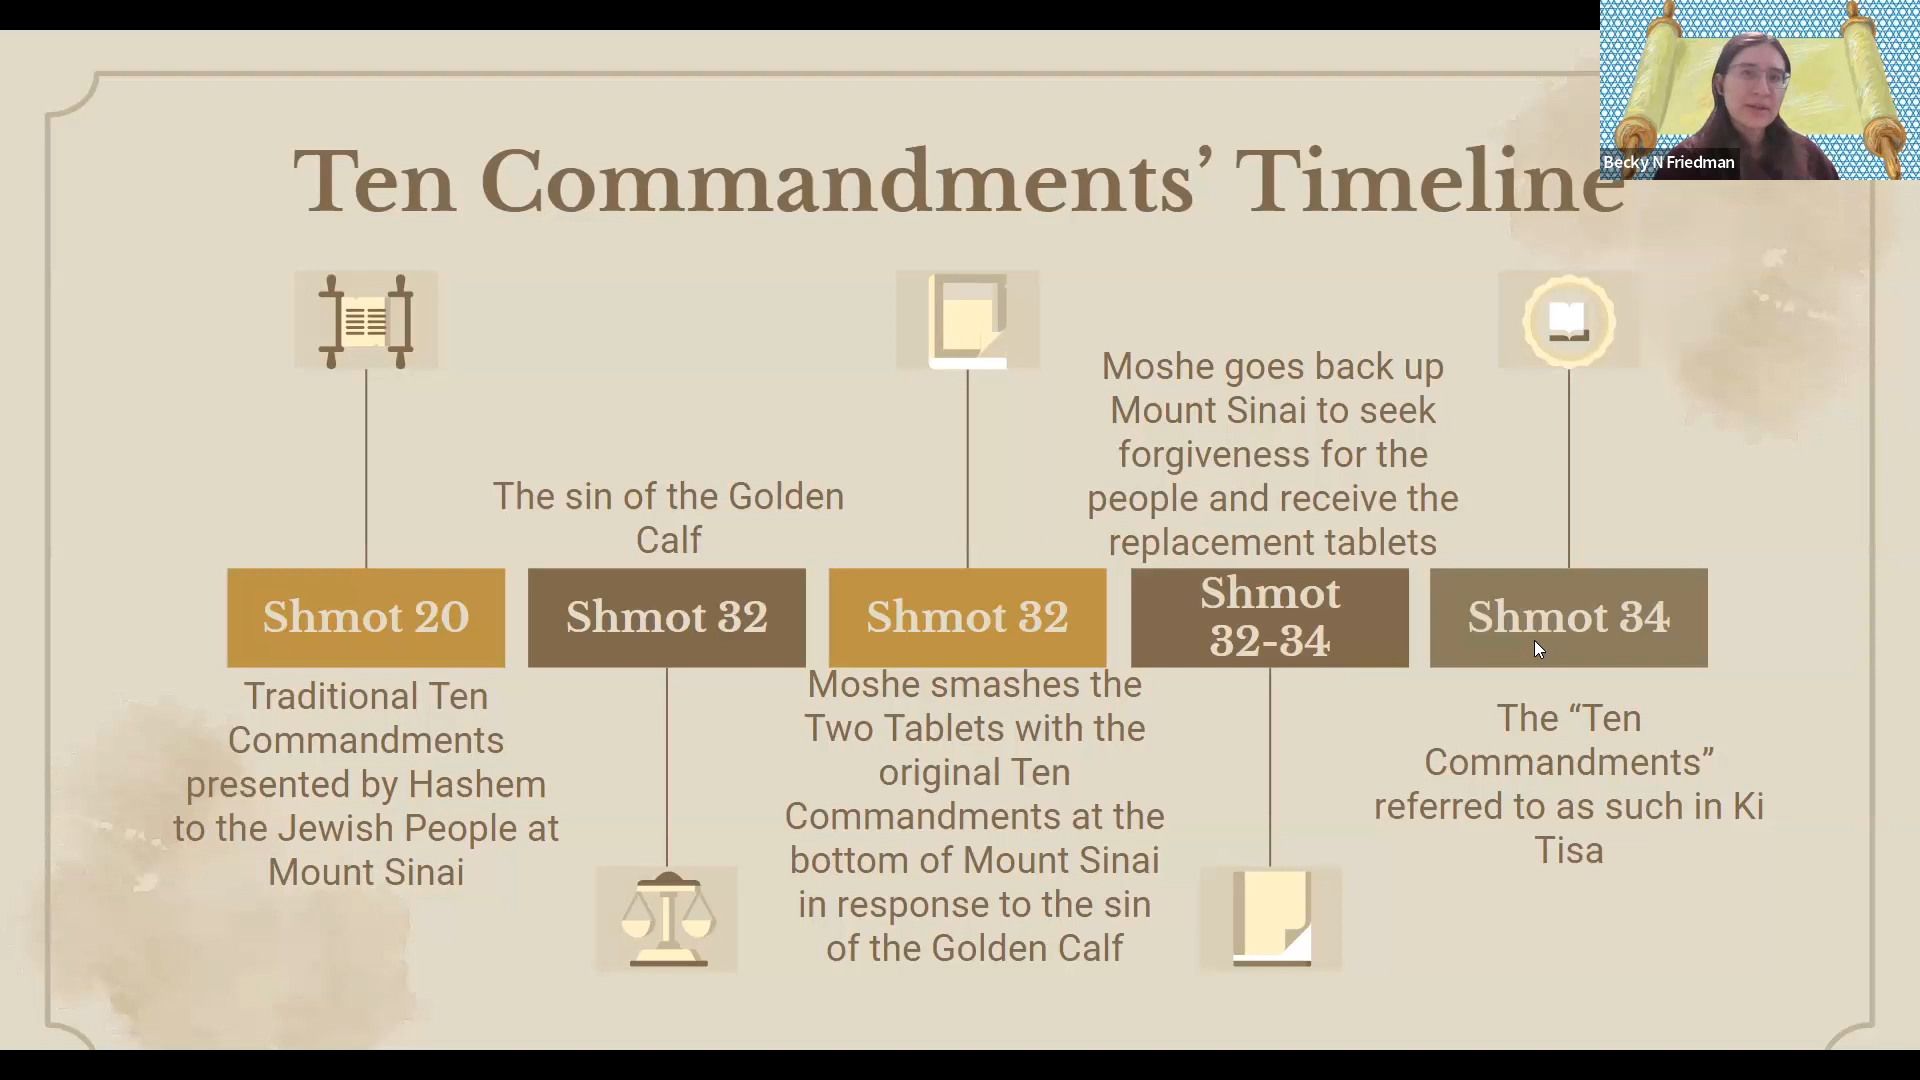 Becky N Friedman
Ten Commandments’ Timeline
Shmot 20
Traditional Ten
Commandments
presented by Hashem
to the Jewish People at
Mount Sinai
The sin of the Golden
Calf
Shmot 32
Shmot 32
Moshe smashes the
Two Tablets with the
original Ten
Commandments at the
bottom of Mount Sinai
in response to the sin
of the Golden Calf
Moshe goes back up
Mount Sinai to seek
forgiveness for the
people and receive the
replacement tablets
Shmot
32-34
Shmot 34
The “Ten
Commandments”
referred to as such in Ki
Tisa